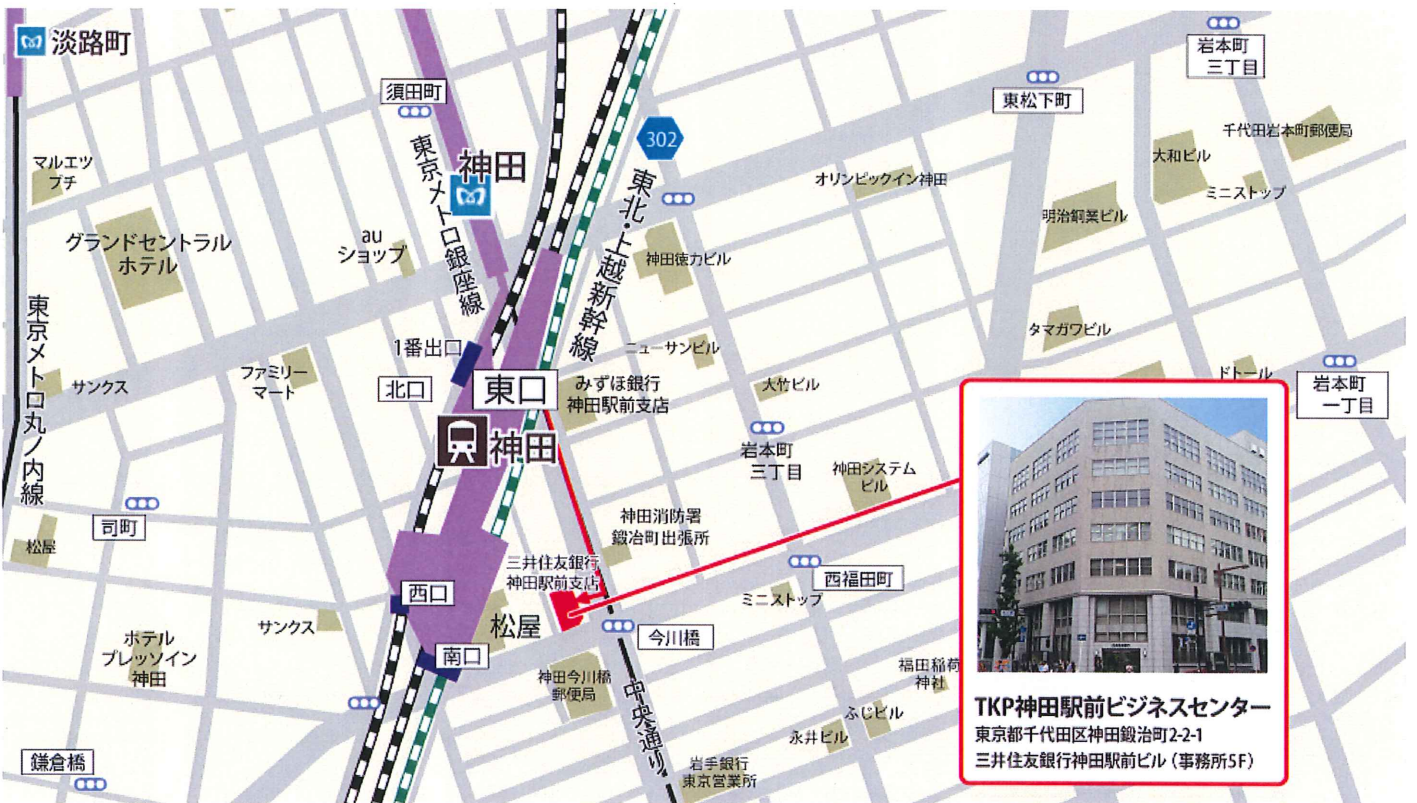 淡路町
岩本町
三丁目
須田町
東松下町
302
千代田岩本町郵便局
神田
東京メトロ銀座線
マルエツ
プチ
大和ビル
オリンピックイン神田
ミニストップ
東北・上越新幹線
明治鋼業ビル
グランドセントラル
ホテル
au
ショップ
神田徳力ビル
東京メトロ丸ノ内線
タマガワビル
1番出口
ニューサンビル
ファミリー
マート
サンクス
北口
東口
みずほ銀行
神田駅前支店
大竹ビル
ドトール
岩本町
一丁目
神田
岩本町
三丁目
神田システム
ビル
司町
松屋
神田消防署
鍛冶町出張所
三井住友銀行
神田駅前支店
西福田町
西口
ミニストップ
サンクス
松屋
今川橋
ホテル
プレッソイン
神田
南口
神田今川橋
郵便局
中央通り
福田稲荷
神社
ふじビル
永井ビル
岩手銀行
東京営業所
鎌倉橋
TKP神田駅前ビジネスセンター
東京都千代田区神田鍛治町2-2-1
三井住友銀行神田駅前ビル（事務所5F）